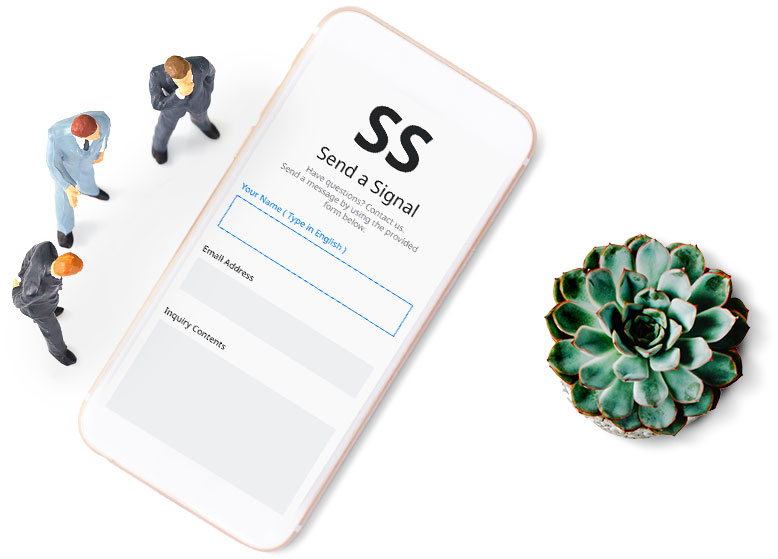 SS
Send a Signal
Have questions? Contact us.
Send a message by using the provided
form below.
Your Name ( Type in English )
Email Address
Inquiry Contents